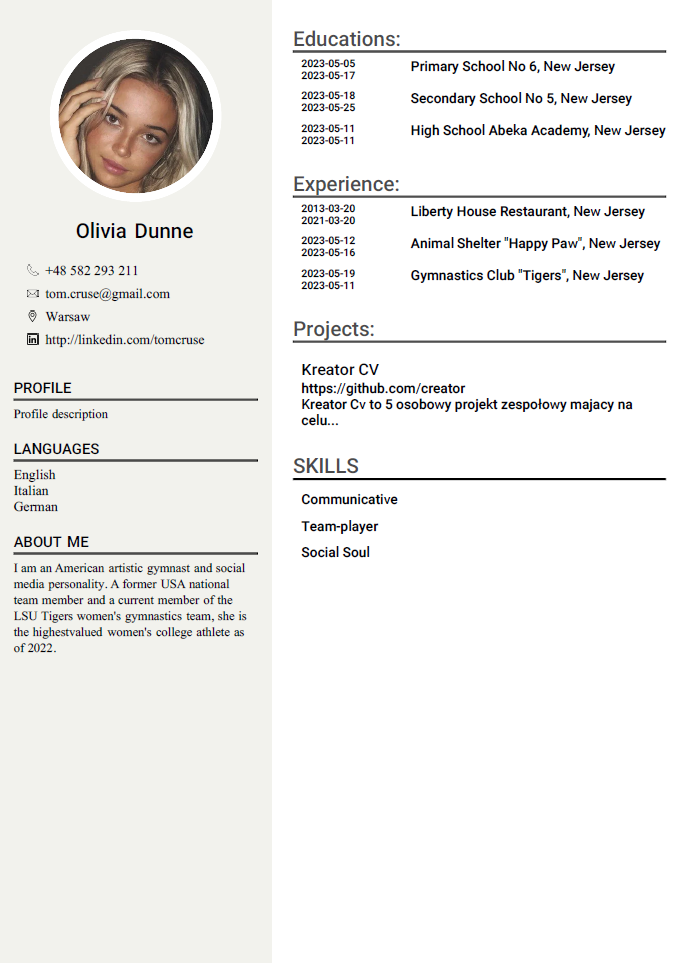 Olivia Dunne
+48 582 293 211
tom.cruse@gmail.com
Warsaw
http://linkedin.com/tomcruse
PROFILE
Profile description
LANGUAGES
English
Italian
German
ABOUT ME
I am an American artistic gymnast and social
media personality. A former USA national
team member and a current member of the
LSU Tigers women's gymnastics team, she is
the highestvalued women's college athlete as
of 2022.
Educations:
2023-05-05
2023-05-17
Primary School No 6, New Jersey
2023-05-18
2023-05-25
Secondary School No 5, New Jersey
2023-05-11
2023-05-11
High School Abeka Academy, New Jersey
Experience:
2013-03-20
2021-03-20
Liberty House Restaurant, New Jersey
2023-05-12
2023-05-16
Animal Shelter "Happy Paw", New Jersey
2023-05-19
2023-05-11
Gymnastics Club "Tigers", New Jersey
Projects:
Kreator CV
https://github.com/creator
Kreator Cv to 5 osobowy projekt zespołowy majacy na
celu...
SKILLS
Communicative
Team-player
Social Soul